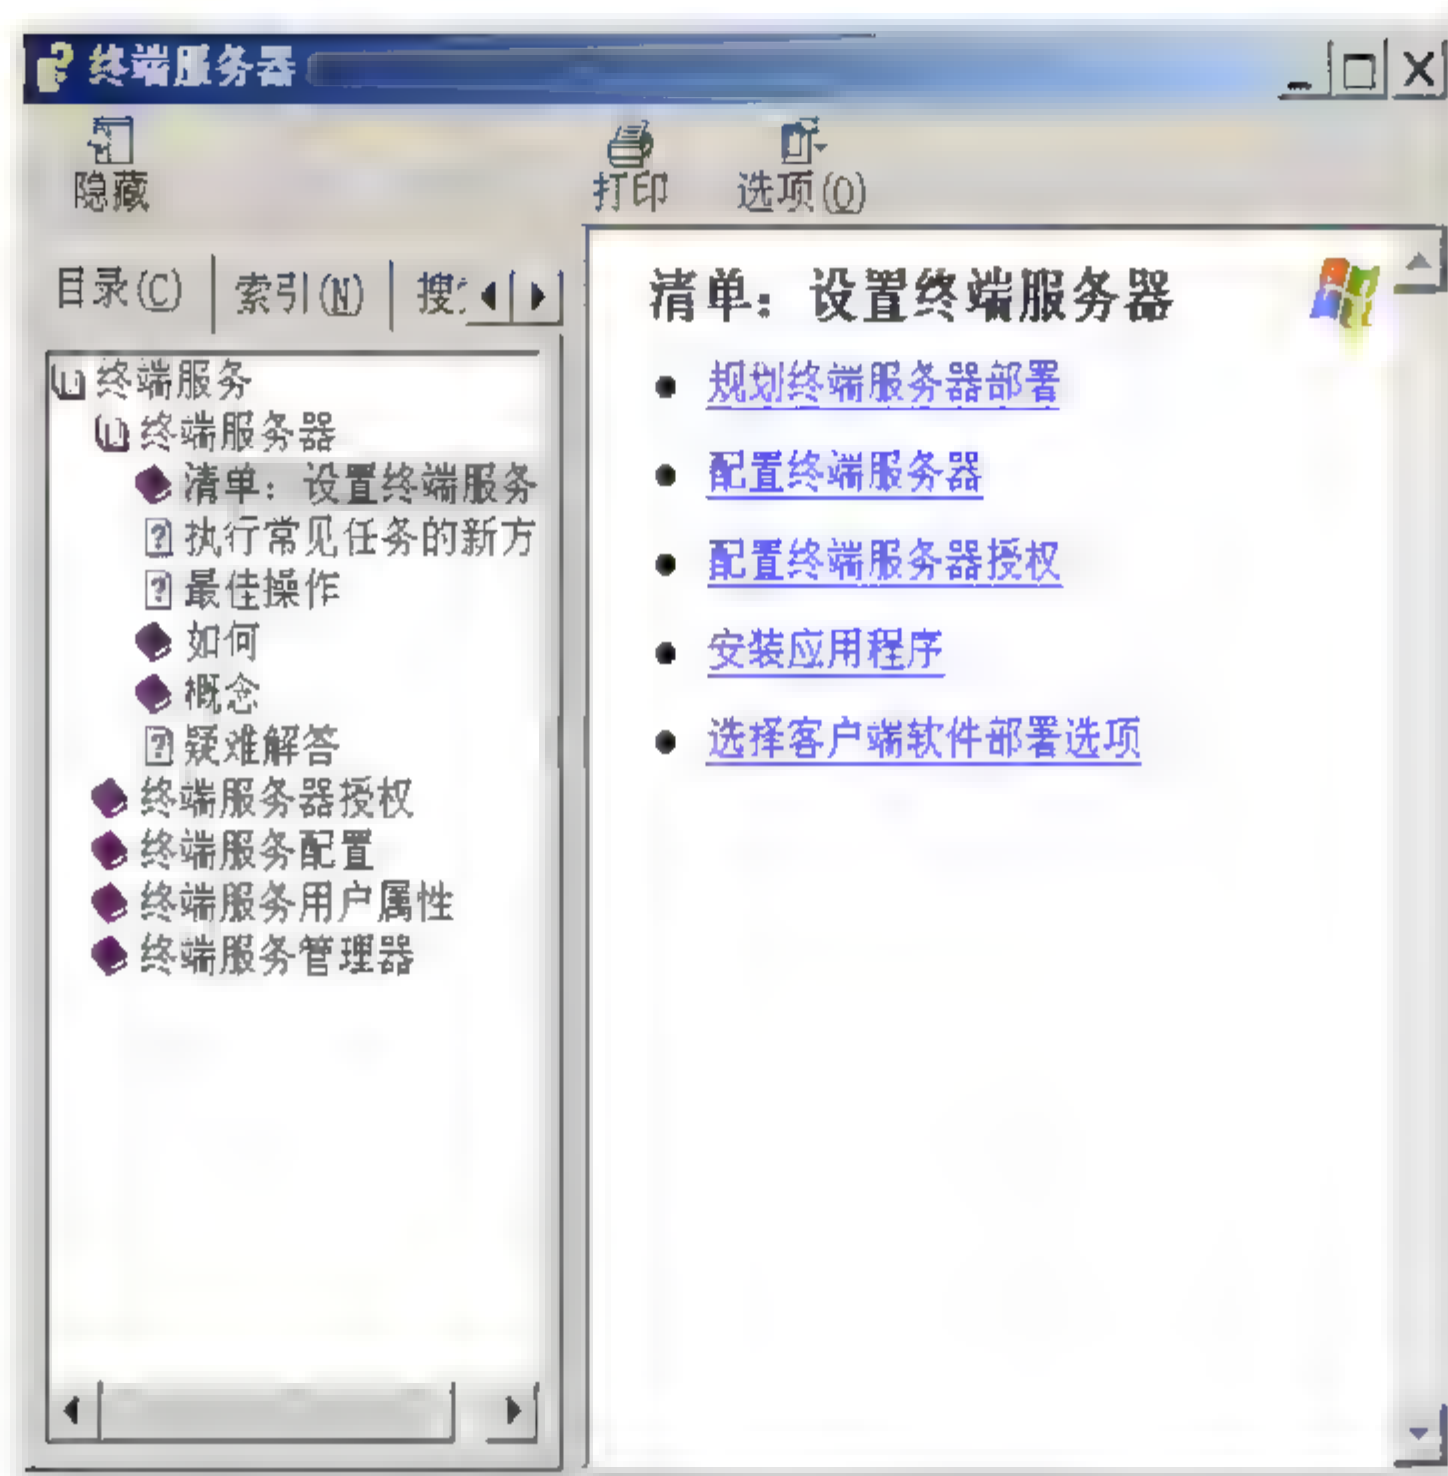 终端服务器
隐藏
打印
选项(O)
目录(C)
索引(N)
搜
终端服务
终端服务器
清单：设置终端服务
执行常见任务的新方
最佳操作
如何
概念
疑难解答
终端服务器授权
终端服务配置
终端服务用户属性
终端服务管理器
清单：设置终端服务器
规划终端服务器部署
配置终端服务器
配置终端服务器授权
安装应用程序
选择客户端软件部署选项